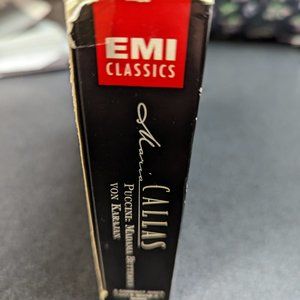 EMI
CLASSICS
Maria CALLAS
PUCCINI: MADAMA BUTTERFLY
VON KARAJAN